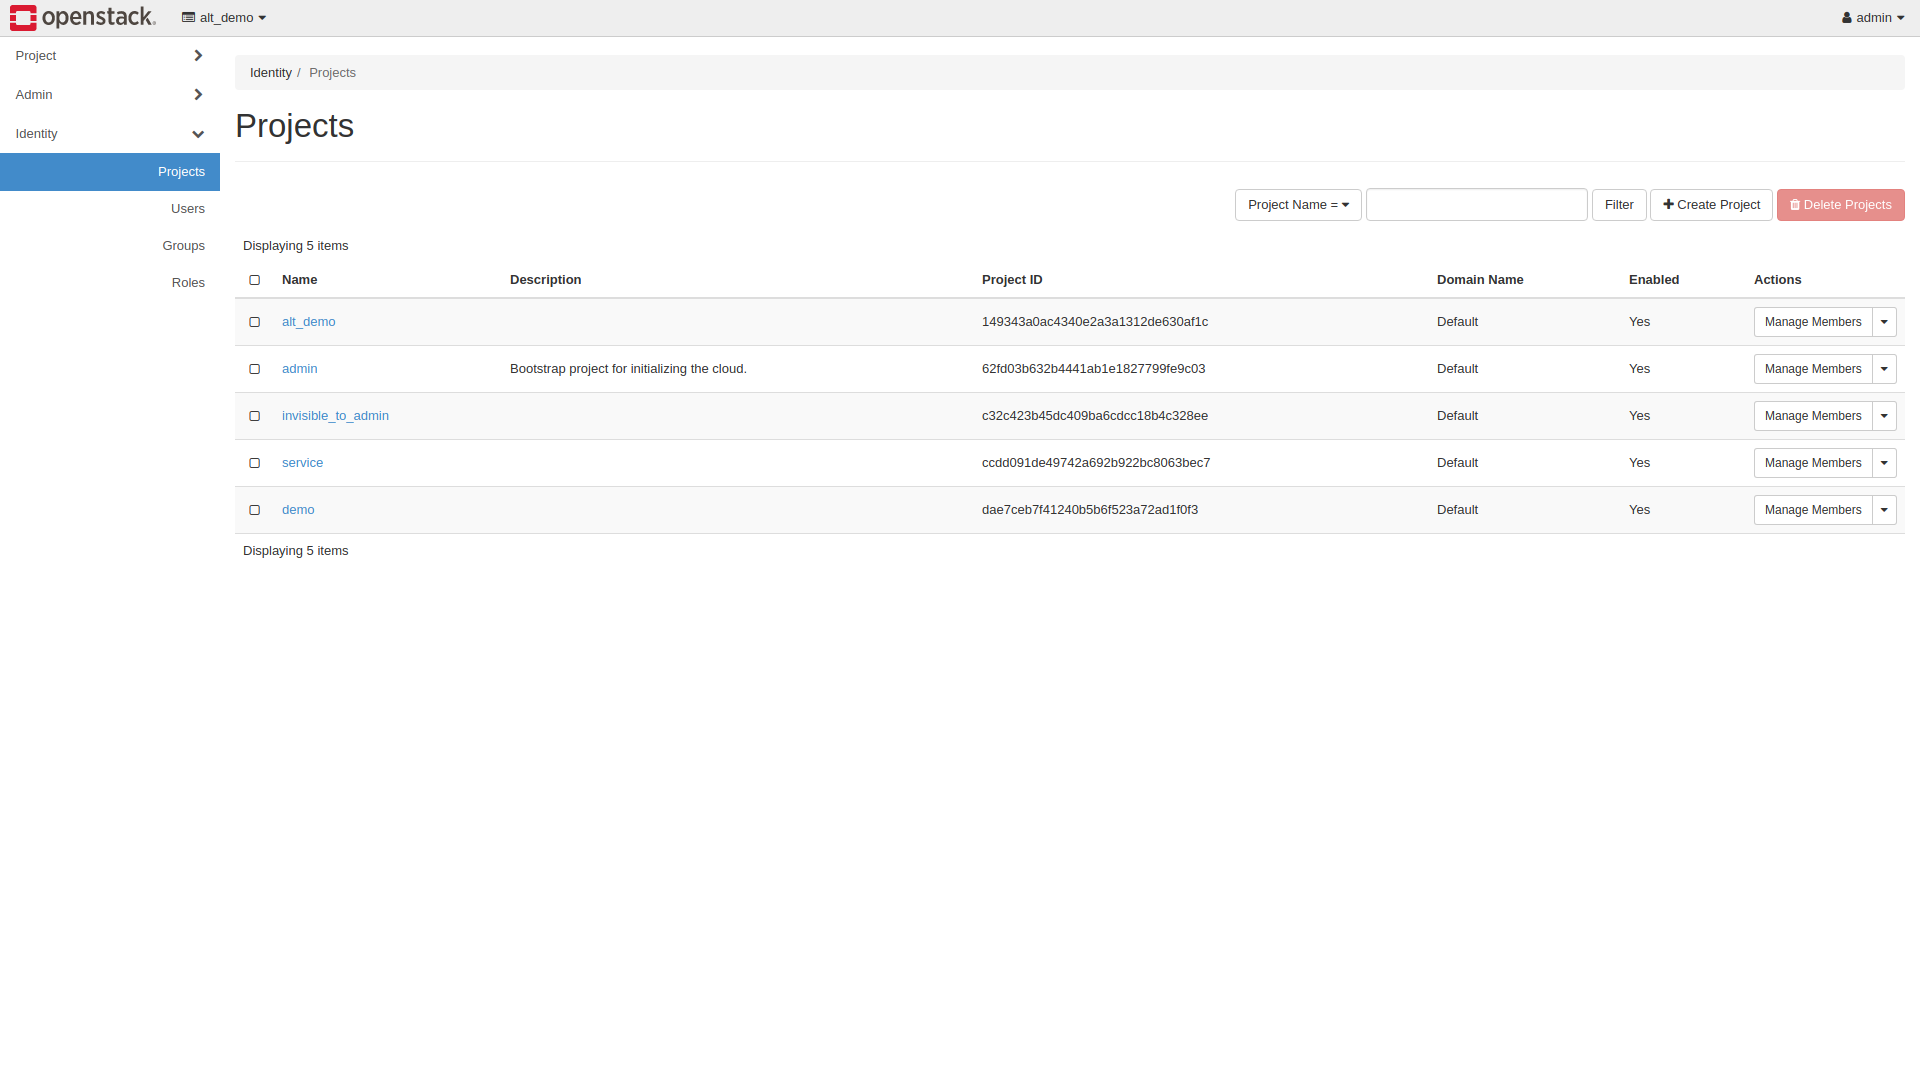 openstack. alt_demo admin
Project
Admin
Identity
Projects
Users
Groups
Roles
Identity / Projects
Projects
Project Name = Filter Create Project Delete Projects
Displaying 5 items
Name Description Project ID Domain Name Enabled Actions
alt_demo 149343a0ac4340e2a3a1312de630af1c Default Yes Manage Members
admin Bootstrap project for initializing the cloud. 62fd03b632b4441ab1e1827799fe9c03 Default Yes Manage Members
invisible_to_admin c32c423b45dc409ba6cdcc18b4c328ee Default Yes Manage Members
service ccdd091de49742a692b922bc8063bec7 Default Yes Manage Members
demo dae7ceb7f41240b5b6f523a72ad1f0f3 Default Yes Manage Members
Displaying 5 items